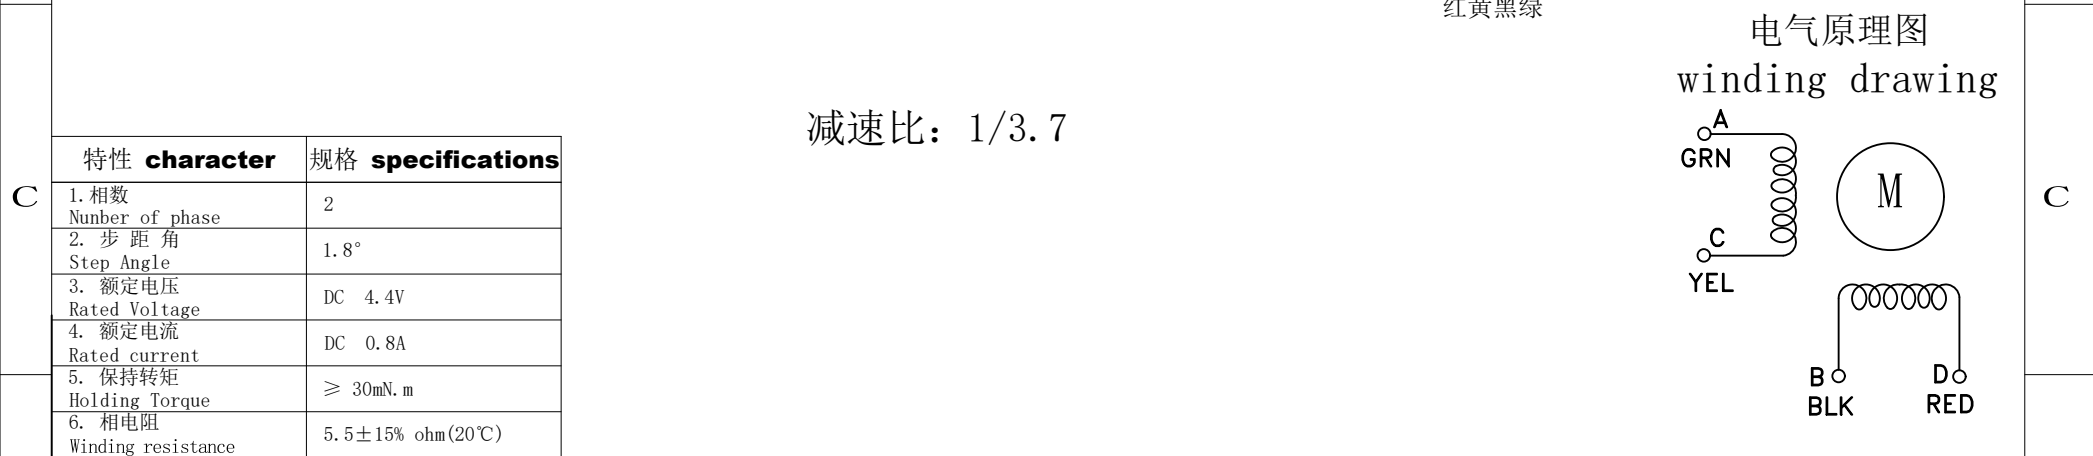 红黄黑绿
电气原理图
winding drawing
减速比: 1/3.7
特性 character 规格 specifications
1.相数
Nunber of phase
2
2. 步 距 角
Step Angle
1.8°
3. 额定电压
Rated Voltage
DC 4.4V
4. 额定电流
Rated current
DC 0.8A
5. 保持转矩
Holding Torque
≥ 30mN.m
6. 相电阻
Winding resistance
5.5±15% ohm(20℃)
C
A
GRN
C
YEL
M
B
BLK
D
RED
C